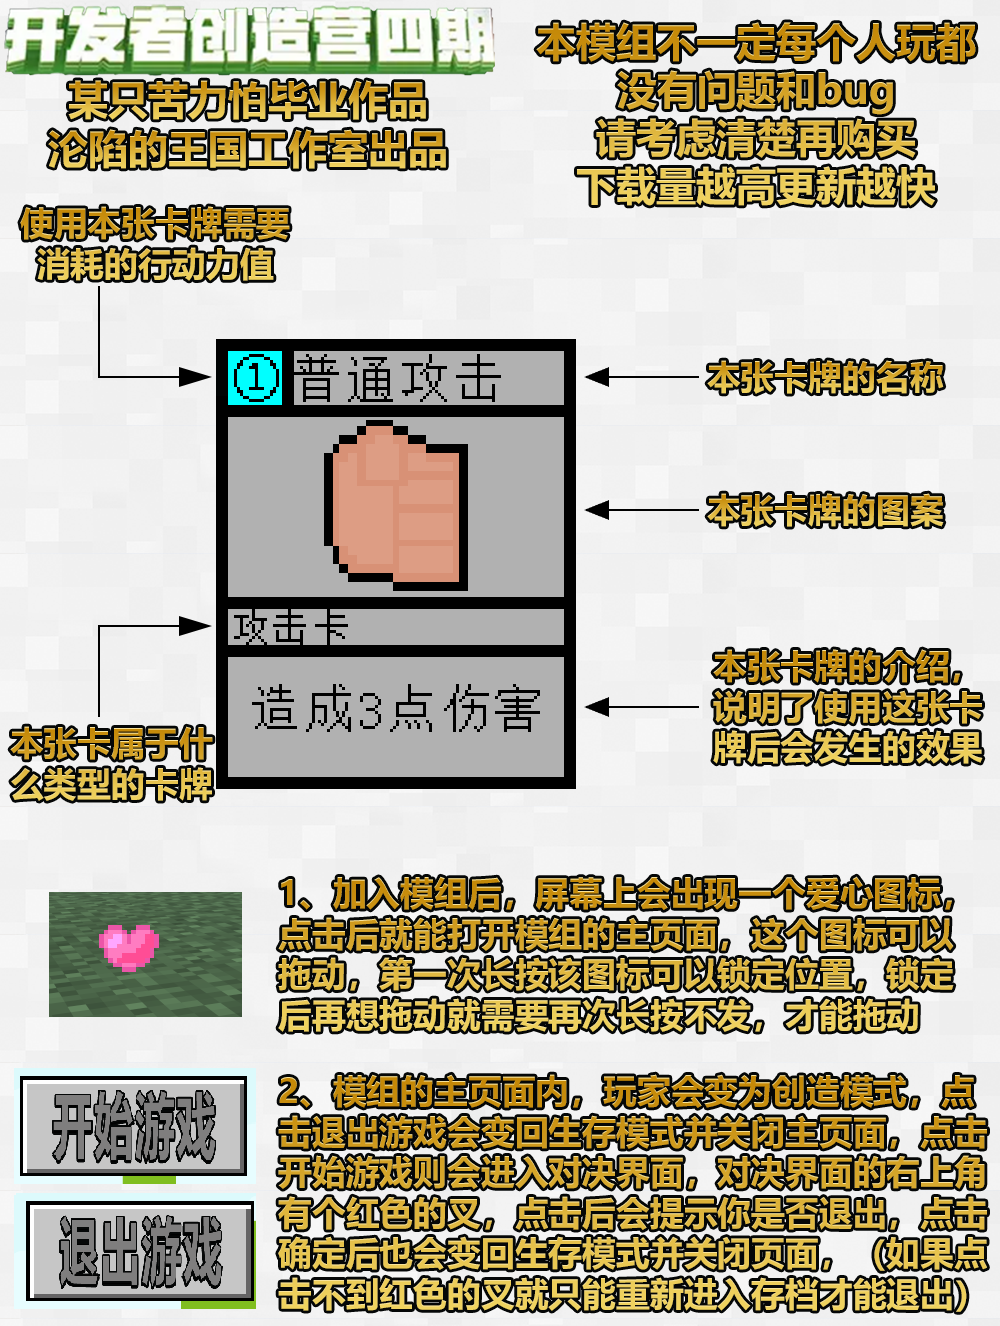 开发者创造营四期
某只苦力怕毕业作品
沦陷的王国工作室出品
本模组不一定每个人玩都
没有问题和bug
请考虑清楚再购买
下载量越高更新越快
使用本张卡牌需要
消耗的行动力值
①普通攻击
本张卡牌的名称
本张卡牌的图案
攻击卡
本张卡属于什
么类型的卡牌
造成3点伤害
本张卡牌的介绍,
说明了使用这张卡
牌后会发生的效果
1、加入模组后，屏幕上会出现一个爱心图标，
点击后就能打开模组的主页面，这个图标可以
拖动，第一次长按该图标可以锁定位置，锁定
后再想拖动就需要再次长按不发，才能拖动
开始游戏
退出游戏
2、模组的主页面内，玩家会变为创造模式，点
击退出游戏会变回生存模式并关闭主页面，点击
开始游戏则会进入对决界面，对决界面的右上角
有个红色的叉，点击后会提示你是否退出，点击
确定后也会变回生存模式并关闭页面，（如果点
击不到红色的叉就只能重新进入存档才能退出）